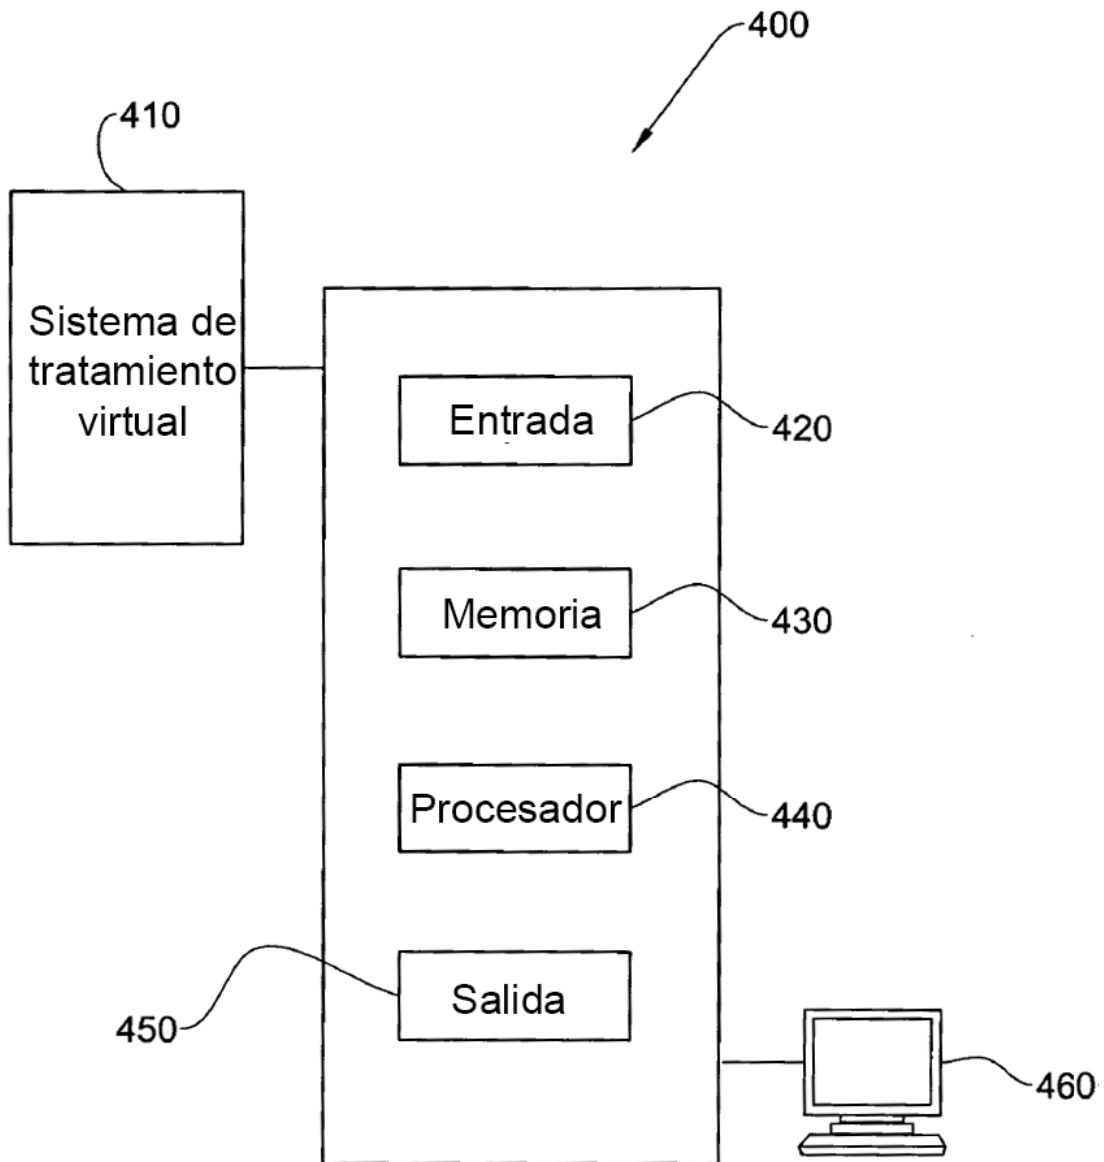 400
410
Sistema de
tratamiento
virtual
Entrada
420
Memoria
430
Procesador
440
Salida
450
460